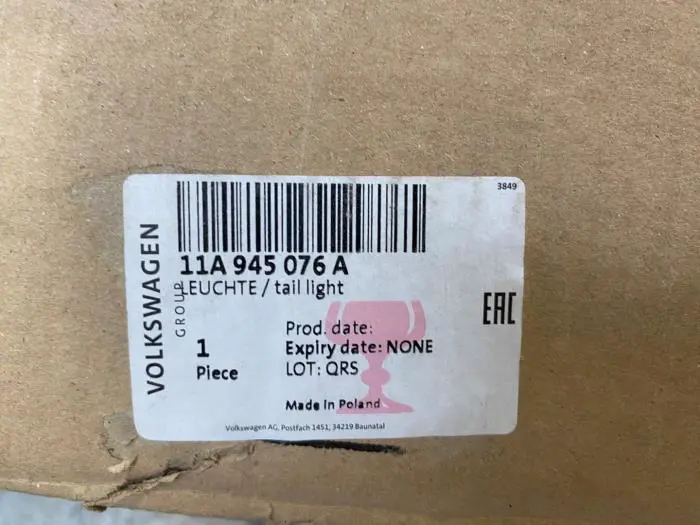 3849
VOLKSWAGEN
GROUP
11A 945 076 A
LEUCHTE / tail light
EAC
1
Piece
Prod. date:
Expiry date: NONE
LOT: QRS
Made in Poland
Volkswagen AG, Postfach 1451, 34219 Baunatal